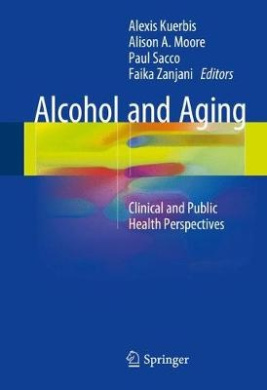 Alexis Kuerbis
Alison A. Moore
Paul Sacco
Faika Zanjani Editors
Alcohol and Aging
Clinical and Public
Health Perspectives
Springer